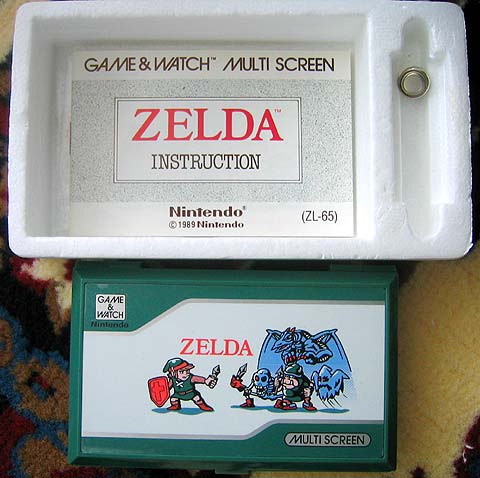 GAME & WATCH™ MULTI SCREEN
ZELDA™
INSTRUCTION
Nintendo®
© 1989 Nintendo
(ZL-65)
GAME
&
WATCH
Nintendo
ZELDA
MULTI SCREEN